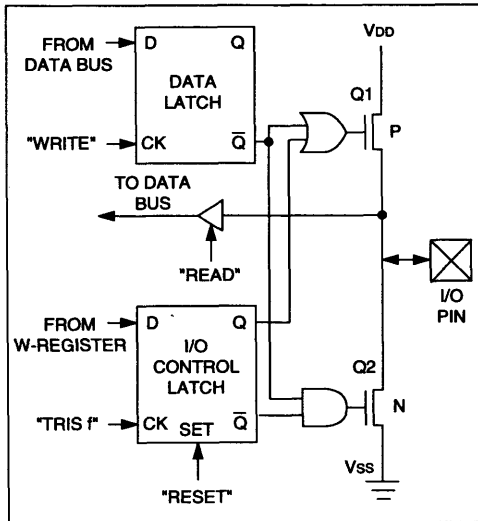 FROM
DATA BUS
D
Q
DATA
LATCH
"WRITE"
CK
Q
VDD
Q1
P
TO DATA
BUS
"READ"
I/O
PIN
FROM
W-REGISTER
D
Q
I/O
CONTROL
LATCH
"TRIS f"
CK
SET
Q
"RESET"
Q2
N
VSS